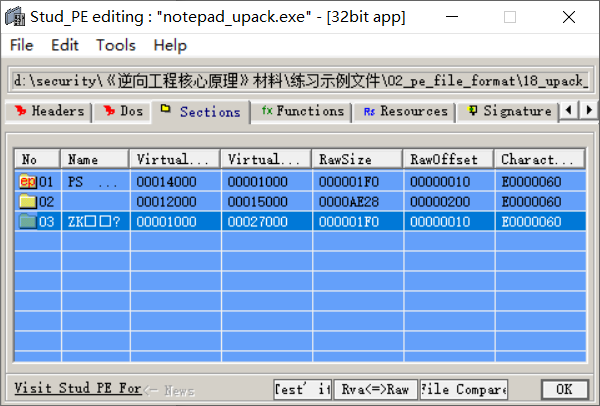 Stud_PE editing : "notepad_upack.exe" - [32bit app]
File Edit Tools Help
d:\security\《逆向工程核心原理》材料\练习示例文件\02_pe_file_format\18_upack_
Headers Dos Sections Functions Resources Signature
No Name Virtual... Virtual... RawSize RawOffset Charact...
ep 01 PS ... 00014000 00001000 000001F0 00000010 E0000060
02 00012000 00015000 0000AE28 00000200 E0000060
03 ZK□□? 00001000 00027000 000001F0 00000010 E0000060
Visit Stud PE For <- News Test' it Rva<=>Raw File Compare OK